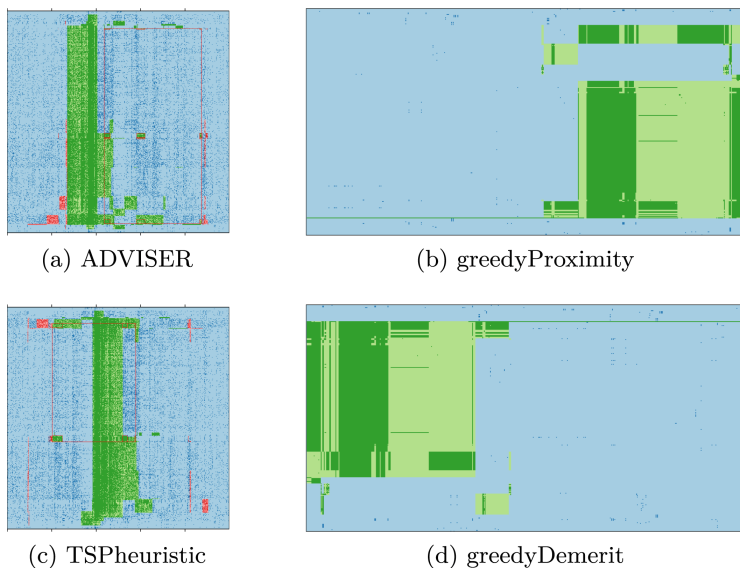 (a) ADVISER
(b) greedyProximity
(c) TSPheuristic
(d) greedyDemerit